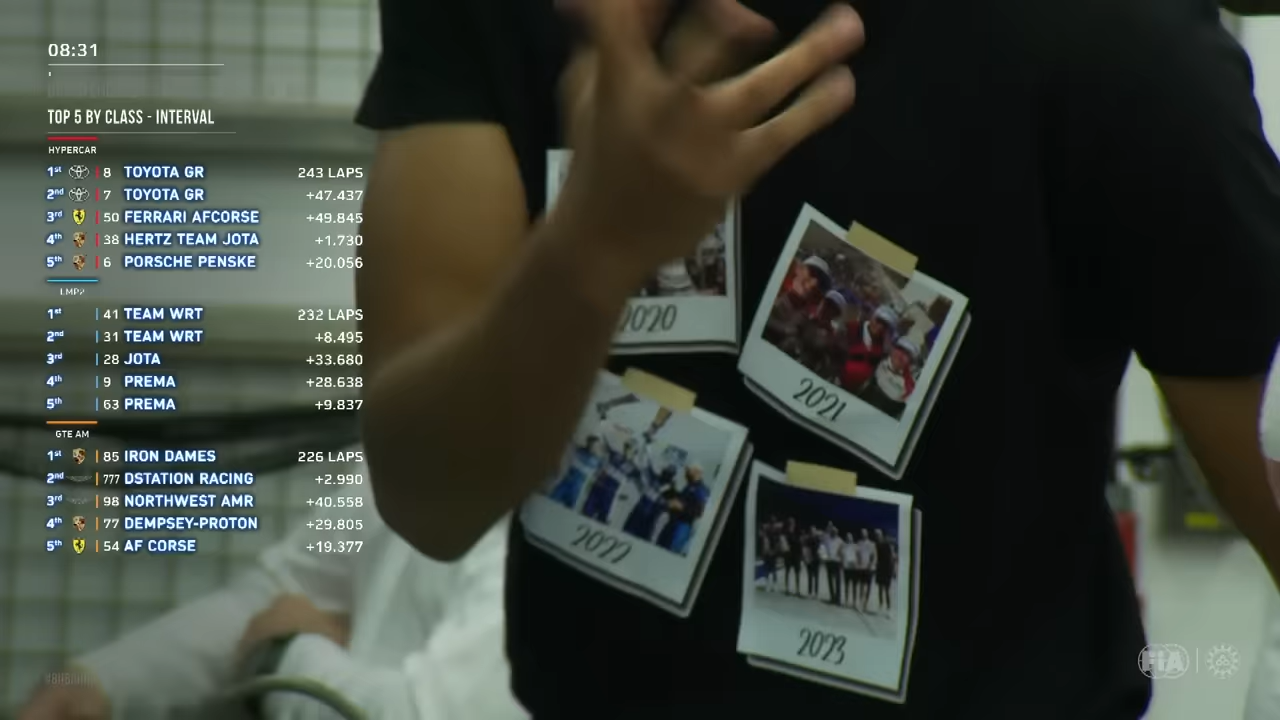 08:31
TOP 5 BY CLASS - INTERVAL
HYPERCAR
1st 8 TOYOTA GR 243 LAPS
2nd 7 TOYOTA GR +47.437
3rd 50 FERRARI AFCORSE +49.845
4th 38 HERTZ TEAM JOTA +1.730
5th 6 PORSCHE PENSKE +20.056
LMP2
1st 41 TEAM WRT 232 LAPS
2nd 31 TEAM WRT +8.495
3rd 28 JOTA +33.680
4th 9 PREMA +28.638
5th 63 PREMA +9.837
GTE AM
1st 85 IRON DAMES 226 LAPS
2nd 777 DSTATION RACING +2.990
3rd 98 NORTHWEST AMR +40.558
4th 77 DEMPSEY-PROTON +29.805
5th 54 AF CORSE +19.377
2020
2021
2022
2023
FIA